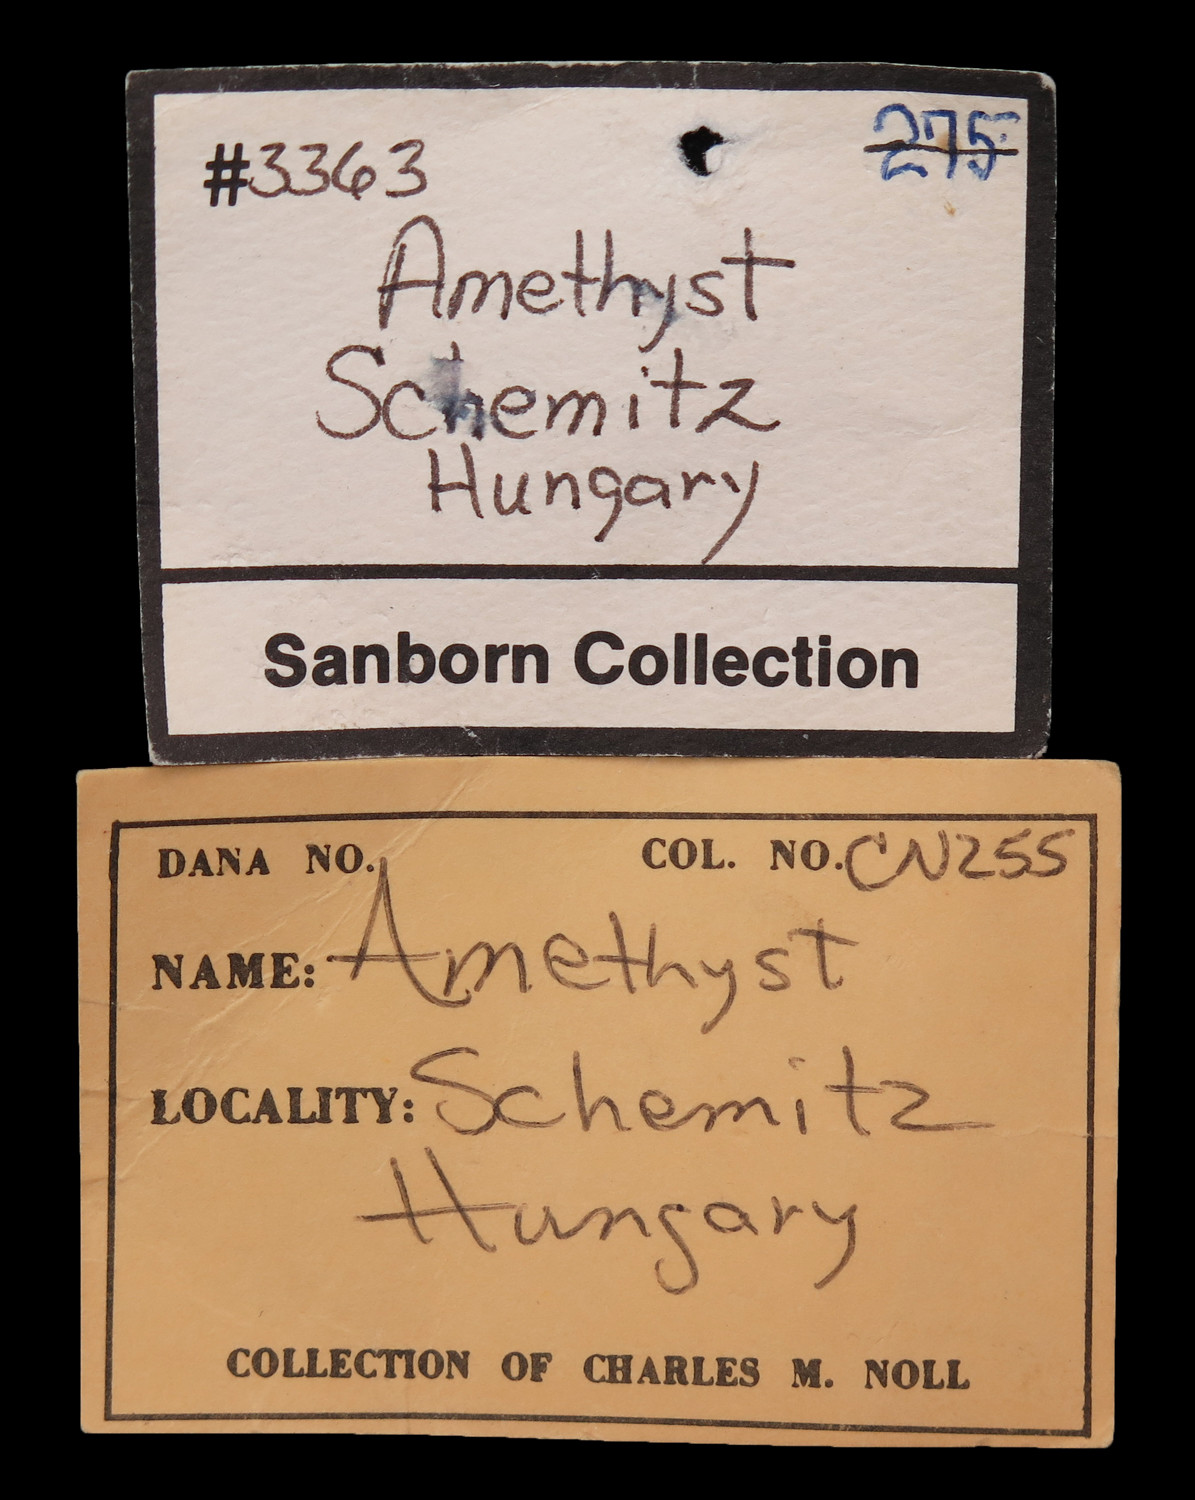 #3363 275
Amethyst
Schemitz
Hungary
Sanborn Collection
DANA NO. COL. NO. CN255
NAME: Amethyst
LOCALITY: Schemitz
Hungary
COLLECTION OF CHARLES M. NOLL